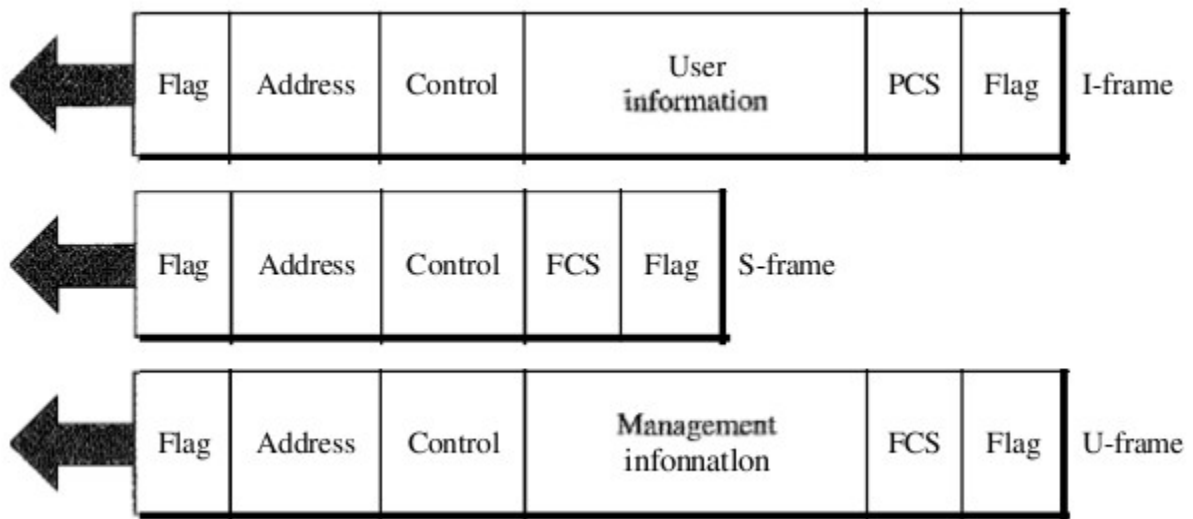 Flag Address Control User information PCS Flag I-frame
Flag Address Control FCS Flag S-frame
Flag Address Control Management infonnatlon FCS Flag U-frame